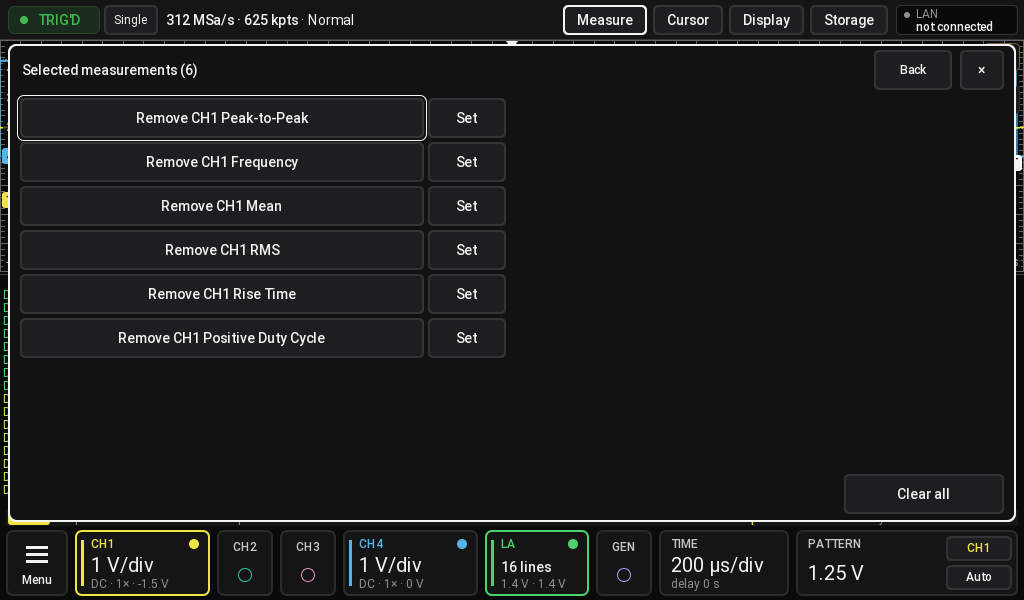 TRIG'D
Single
312 MSa/s · 625 kpts · Normal
Measure
Cursor
Display
Storage
LAN
not connected
Selected measurements (6)
Back
×
Remove CH1 Peak-to-Peak
Set
Remove CH1 Frequency
Set
Remove CH1 Mean
Set
Remove CH1 RMS
Set
Remove CH1 Rise Time
Set
Remove CH1 Positive Duty Cycle
Set
Clear all
Menu
CH1
1 V/div
DC · 1× · -1.5 V
CH2
CH3
CH4
1 V/div
DC · 1× · 0 V
LA
16 lines
1.4 V · 1.4 V
GEN
TIME
200 µs/div
delay 0 s
PATTERN
1.25 V
CH1
Auto